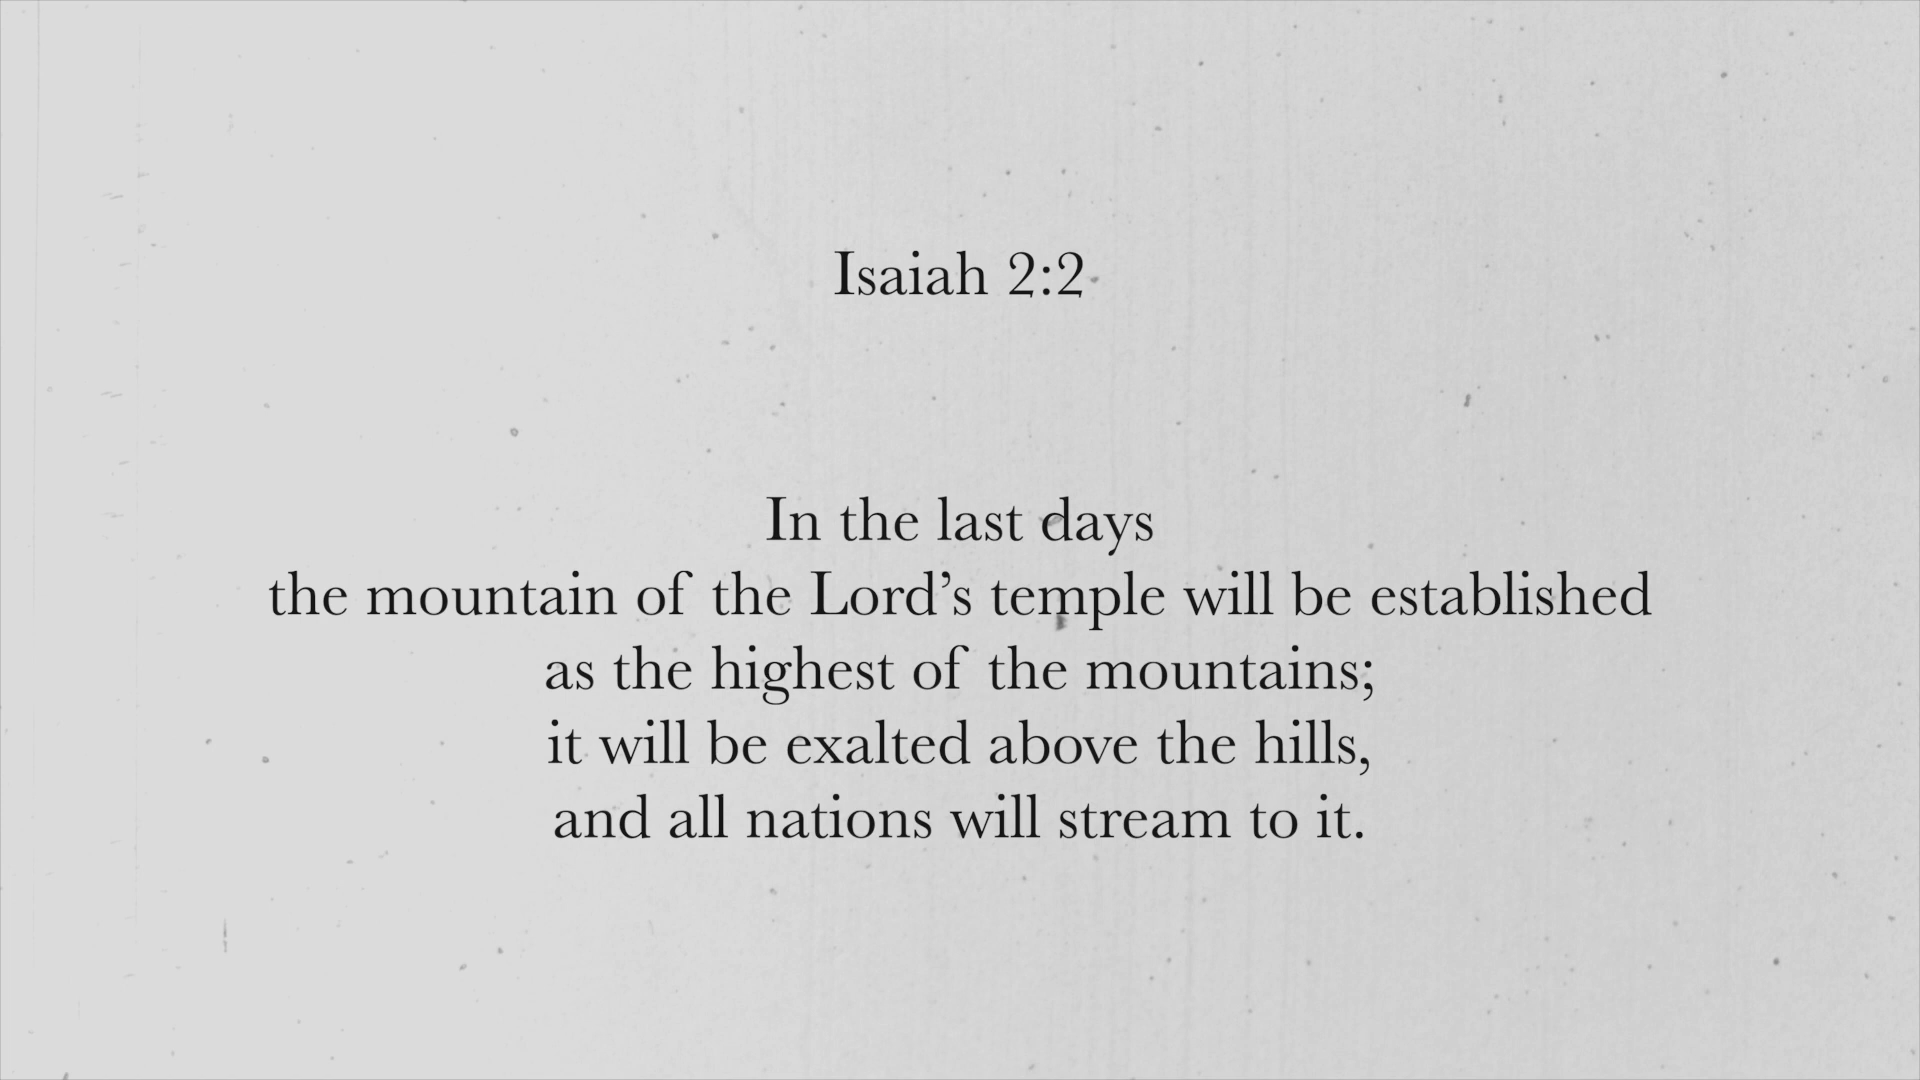 Isaiah 2:2
In the last days
the mountain of the Lord’s temple will be established
as the highest of the mountains;
it will be exalted above the hills,
and all nations will stream to it.